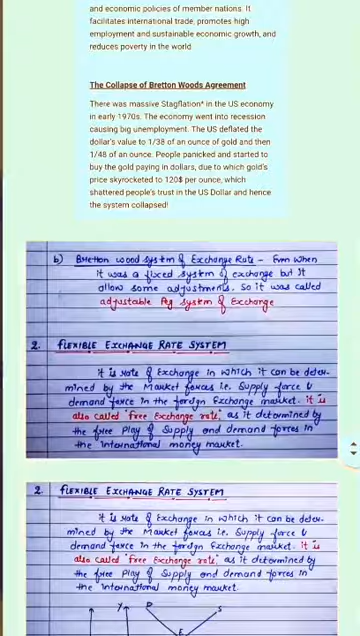 and economic policies of member nations. It
facilitates international trade, promotes high
employment and sustainable economic growth, and
reduces poverty in the world
The Collapse of Bretton Woods Agreement
There was massive Stagflation* in the US economy
in early 1970s. The economy went into recession
causing big unemployment. The US deflated the
dollar's value to 1/38 of an ounce of gold and then
1/48 of an ounce. People panicked and started to
buy the gold paying in dollars, due to which gold's
price skyrocketed to 120$ per ounce, which
shattered people's trust in the US Dollar and hence
the system collapsed!
b) Bretton wood system of Exchange Rate - Even when
it was a fixed system of exchange but it
allow some adjustments. So it was called
adjustable Peg system of Exchange
2. FLEXIBLE EXCHANGE RATE SYSTEM
It is rate of Exchange in which it can be deter-
mined by the Market forces i.e. Supply force &
demand force in the foreign Exchange market. It is
also called 'free Exchange rate', as it determined by
the free Play of Supply and demand forces in
the international money market.
2. FLEXIBLE EXCHANGE RATE SYSTEM
It is rate of Exchange in which it can be deter-
mined by the Market forces i.e. Supply force &
demand force in the foreign Exchange market. It is
also called 'free Exchange rate', as it determined by
the free Play of Supply and demand forces in
the international money market.
Y D S
E